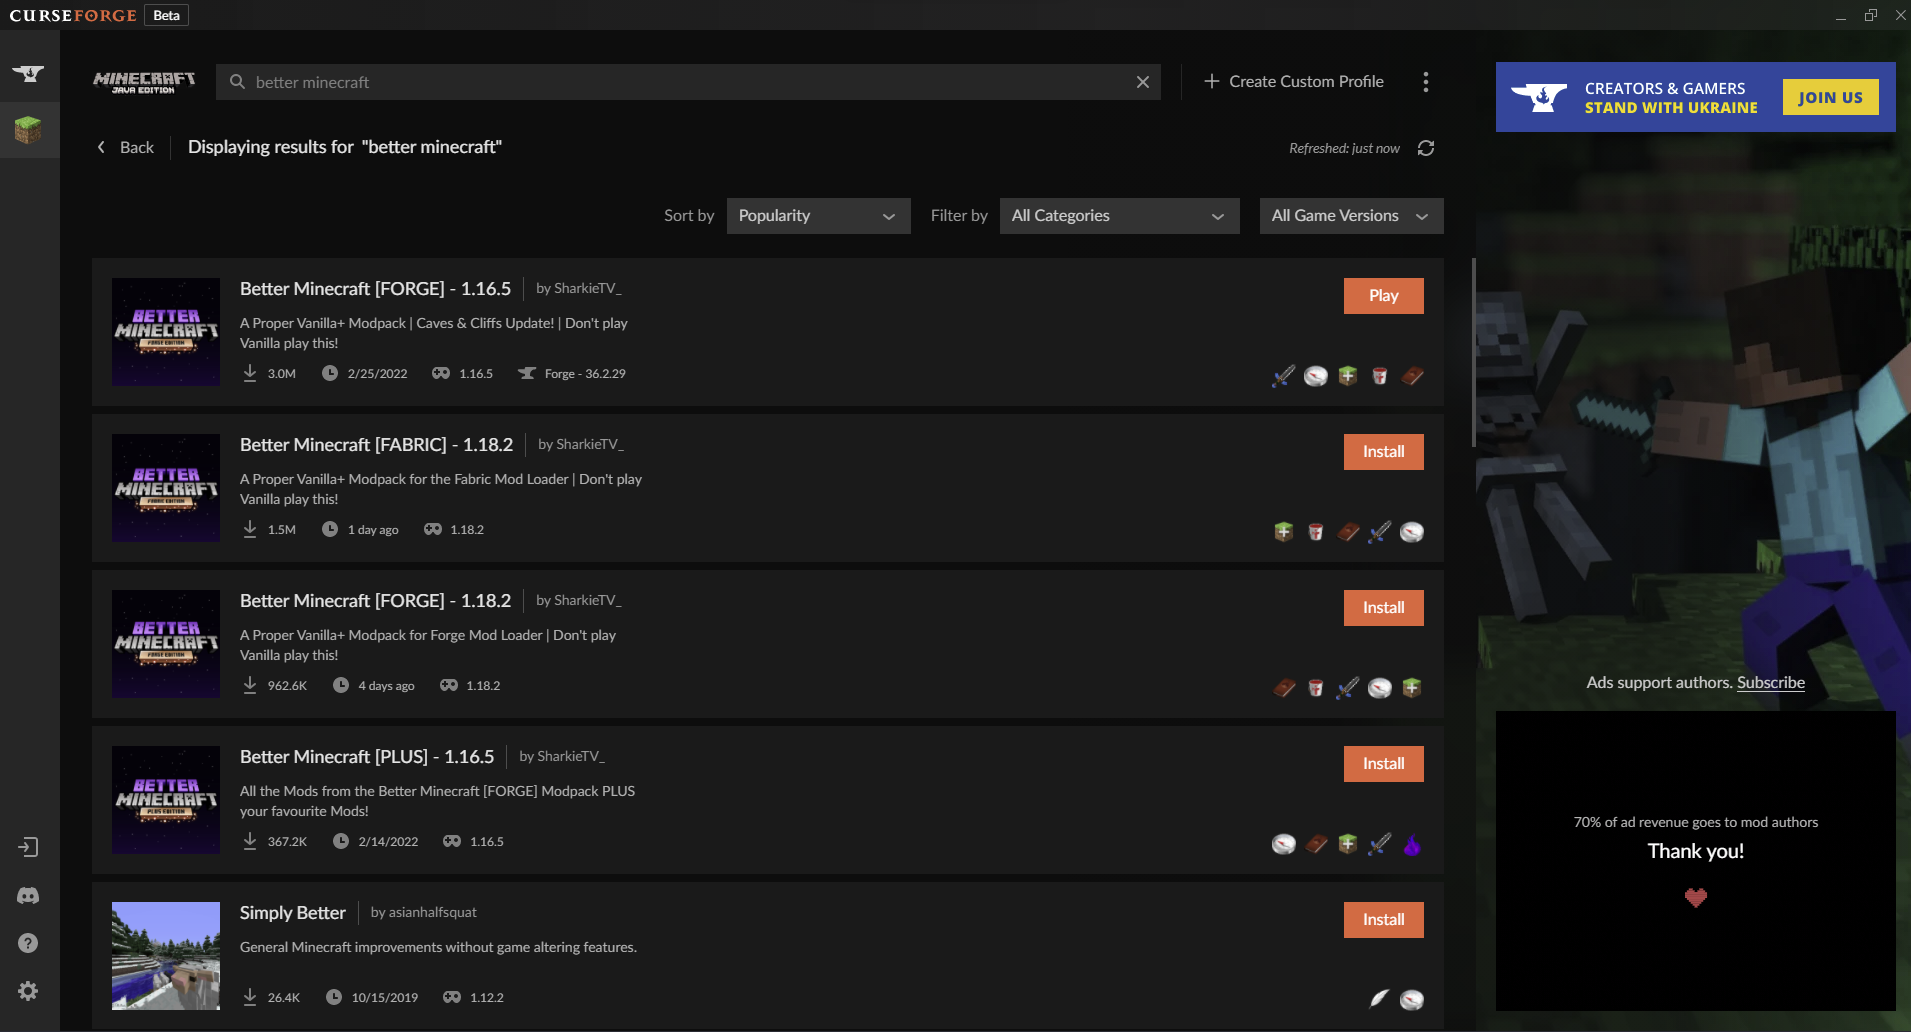 CURSEFORGE Beta
MINECRAFT
JAVA EDITION
better minecraft
Create Custom Profile
Back
Displaying results for "better minecraft"
Refreshed: just now
Sort by
Popularity
Filter by
All Categories
All Game Versions
BETTER
MINECRAFT
FORGE EDITION
Better Minecraft [FORGE] - 1.16.5
by SharkieTV_
A Proper Vanilla+ Modpack | Caves & Cliffs Update! | Don't play
Vanilla play this!
3.0M
2/25/2022
1.16.5
Forge - 36.2.29
Play
BETTER
MINECRAFT
FABRIC EDITION
Better Minecraft [FABRIC] - 1.18.2
by SharkieTV_
A Proper Vanilla+ Modpack for the Fabric Mod Loader | Don't play
Vanilla play this!
1.5M
1 day ago
1.18.2
Install
BETTER
MINECRAFT
FORGE EDITION
Better Minecraft [FORGE] - 1.18.2
by SharkieTV_
A Proper Vanilla+ Modpack for Forge Mod Loader | Don't play
Vanilla play this!
962.6K
4 days ago
1.18.2
Install
BETTER
MINECRAFT
PLUS EDITION
Better Minecraft [PLUS] - 1.16.5
by SharkieTV_
All the Mods from the Better Minecraft [FORGE] Modpack PLUS
your favourite Mods!
367.2K
2/14/2022
1.16.5
Install
Simply Better
by asianhalfsquat
General Minecraft improvements without game altering features.
26.4K
10/15/2019
1.12.2
Install
CREATORS & GAMERS
STAND WITH UKRAINE
JOIN US
Ads support authors. Subscribe
70% of ad revenue goes to mod authors
Thank you!